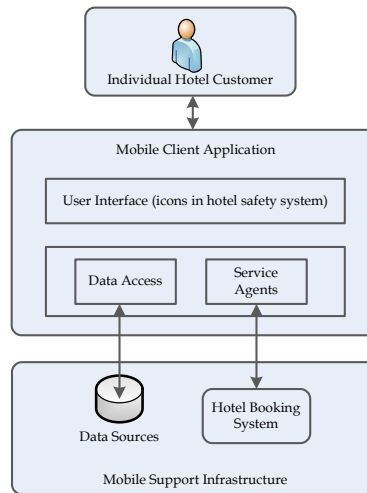 Individual Hotel Customer
Mobile Client Application
User Interface (icons in hotel safety system)
Data Access
Service
Agents
Data Sources
Hotel Booking
System
Mobile Support Infrastructure